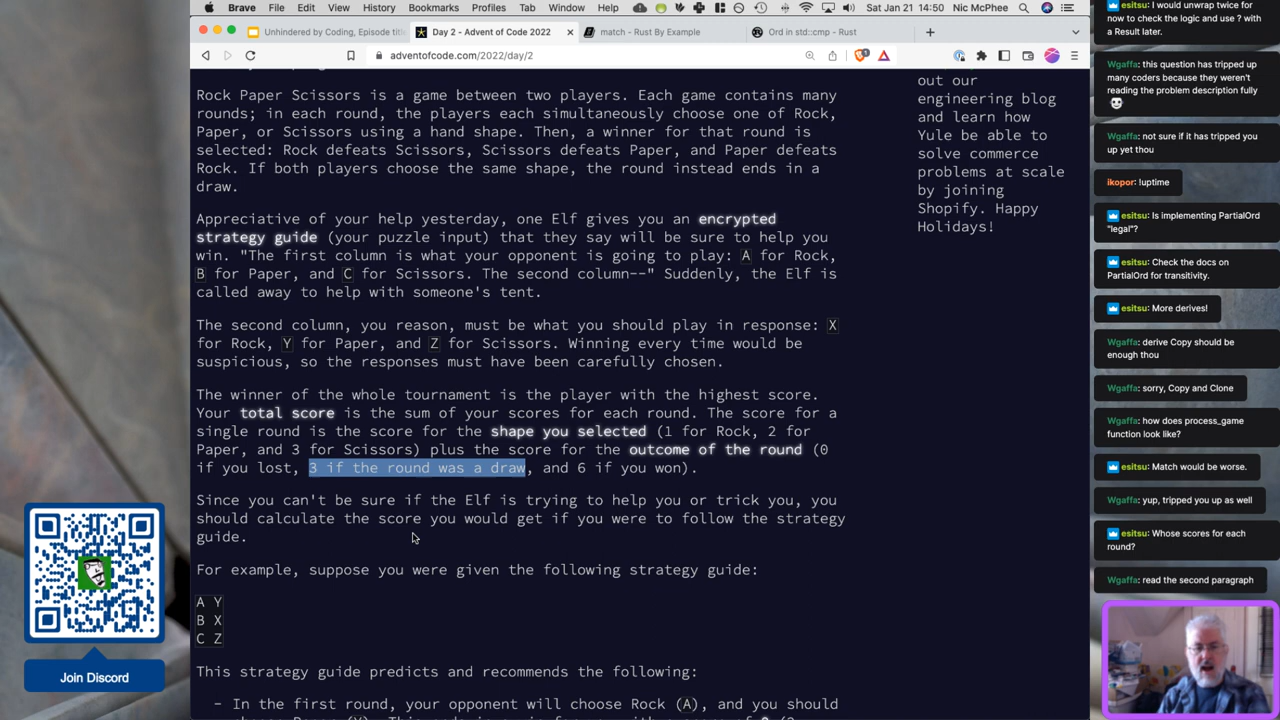 Brave File Edit View History Bookmarks Profiles Tab Window Help Sat Jan 21 14:50 Nic McPhee
Unhindered by Coding, Episode title
Day 2 - Advent of Code 2022
match - Rust By Example
Ord in std::cmp - Rust
adventofcode.com/2022/day/2
Rock Paper Scissors is a game between two players. Each game contains many
rounds; in each round, the players each simultaneously choose one of Rock,
Paper, or Scissors using a hand shape. Then, a winner for that round is
selected: Rock defeats Scissors, Scissors defeats Paper, and Paper defeats
Rock. If both players choose the same shape, the round instead ends in a
draw.
Appreciative of your help yesterday, one Elf gives you an encrypted
strategy guide (your puzzle input) that they say will be sure to help you
win. "The first column is what your opponent is going to play: A for Rock,
B for Paper, and C for Scissors. The second column--" Suddenly, the Elf is
called away to help with someone's tent.
The second column, you reason, must be what you should play in response: X
for Rock, Y for Paper, and Z for Scissors. Winning every time would be
suspicious, so the responses must have been carefully chosen.
The winner of the whole tournament is the player with the highest score.
Your total score is the sum of your scores for each round. The score for a
single round is the score for the shape you selected (1 for Rock, 2 for
Paper, and 3 for Scissors) plus the score for the outcome of the round (0
if you lost, 3 if the round was a draw, and 6 if you won).
Since you can't be sure if the Elf is trying to help you or trick you, you
should calculate the score you would get if you were to follow the strategy
guide.
For example, suppose you were given the following strategy guide:
A Y
B X
C Z
This strategy guide predicts and recommends the following:
- In the first round, your opponent will choose Rock (A), and you should
out our
engineering blog
and learn how
Yule be able to
solve commerce
problems at scale
by joining
Shopify. Happy
Holidays!
esitsu: I would unwrap twice for
now to check the logic and use ? with
a Result later.
Wgaffa: this question has tripped up
many coders because they weren't
reading the problem description fully
Wgaffa: not sure if it has tripped you
up yet thou
ikopor: !uptime
esitsu: Is implementing PartialOrd
"legal"?
esitsu: Check the docs on
PartialOrd for transitivity.
esitsu: More derives!
Wgaffa: derive Copy should be
enough thou
Wgaffa: sorry, Copy and Clone
Wgaffa: how does process_game
function look like?
esitsu: Match would be worse.
Wgaffa: yup, tripped you up as well
esitsu: Whose scores for each
round?
Wgaffa: read the second paragraph
Join Discord